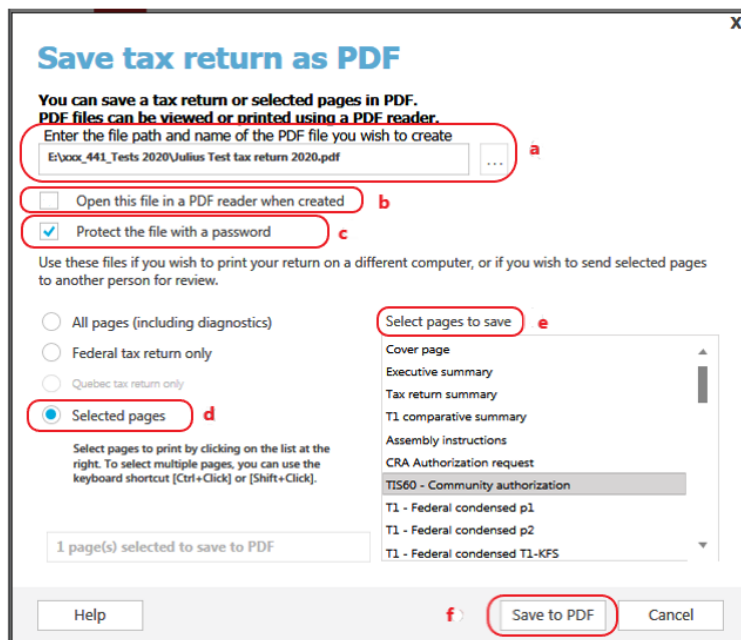 X
Save tax return as PDF
You can save a tax return or selected pages in PDF.
PDF files can be viewed or printed using a PDF reader.
Enter the file path and name of the PDF file you wish to create
E:\xxx_441_Tests 2020\Julius Test tax return 2020.pdf
...
a
Open this file in a PDF reader when created
b
Protect the file with a password
c
Use these files if you wish to print your return on a different computer, or if you wish to send selected pages
to another person for review.
All pages (including diagnostics)
Federal tax return only
Quebec tax return only
Selected pages
d
Select pages to print by clicking on the list at the
right. To select multiple pages, you can use the
keyboard shortcut [Ctrl+Click] or [Shift+Click].
1 page(s) selected to save to PDF
Select pages to save
e
Cover page
Executive summary
Tax return summary
T1 comparative summary
Assembly instructions
CRA Authorization request
TIS60 - Community authorization
T1 - Federal condensed p1
T1 - Federal condensed p2
T1 - Federal condensed T1-KFS
Help
f
Save to PDF
Cancel